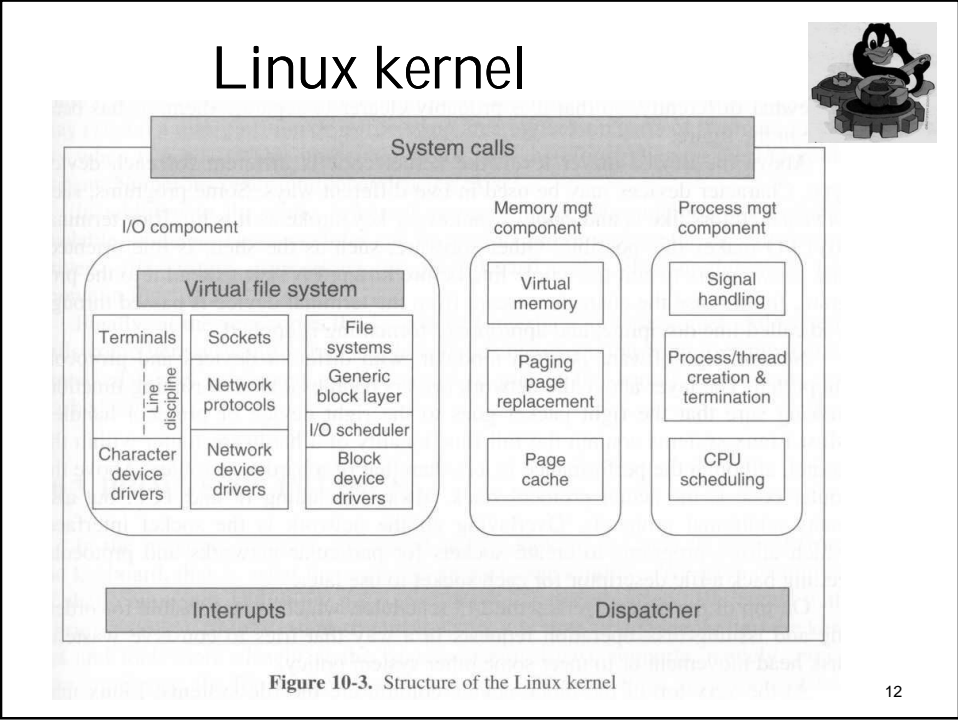 Linux kernel
System calls
I/O component
Memory mgt
component
Process mgt
component
Virtual file system
Terminals
Line
discipline
Character
device
drivers
Sockets
Network
protocols
Network
device
drivers
File
systems
Generic
block layer
I/O scheduler
Block
device
drivers
Virtual
memory
Paging
page
replacement
Page
cache
Signal
handling
Process/thread
creation &
termination
CPU
scheduling
Interrupts
Dispatcher
Figure 10-3. Structure of the Linux kernel
12